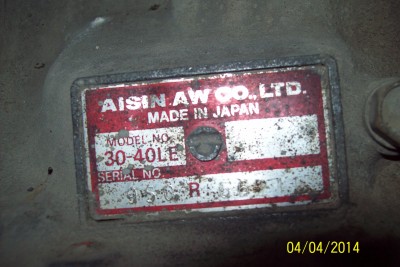 AISIN AW CO., LTD.
MADE IN JAPAN
MODEL NO.
30-40LE
SERIAL NO.
R
04/04/2014